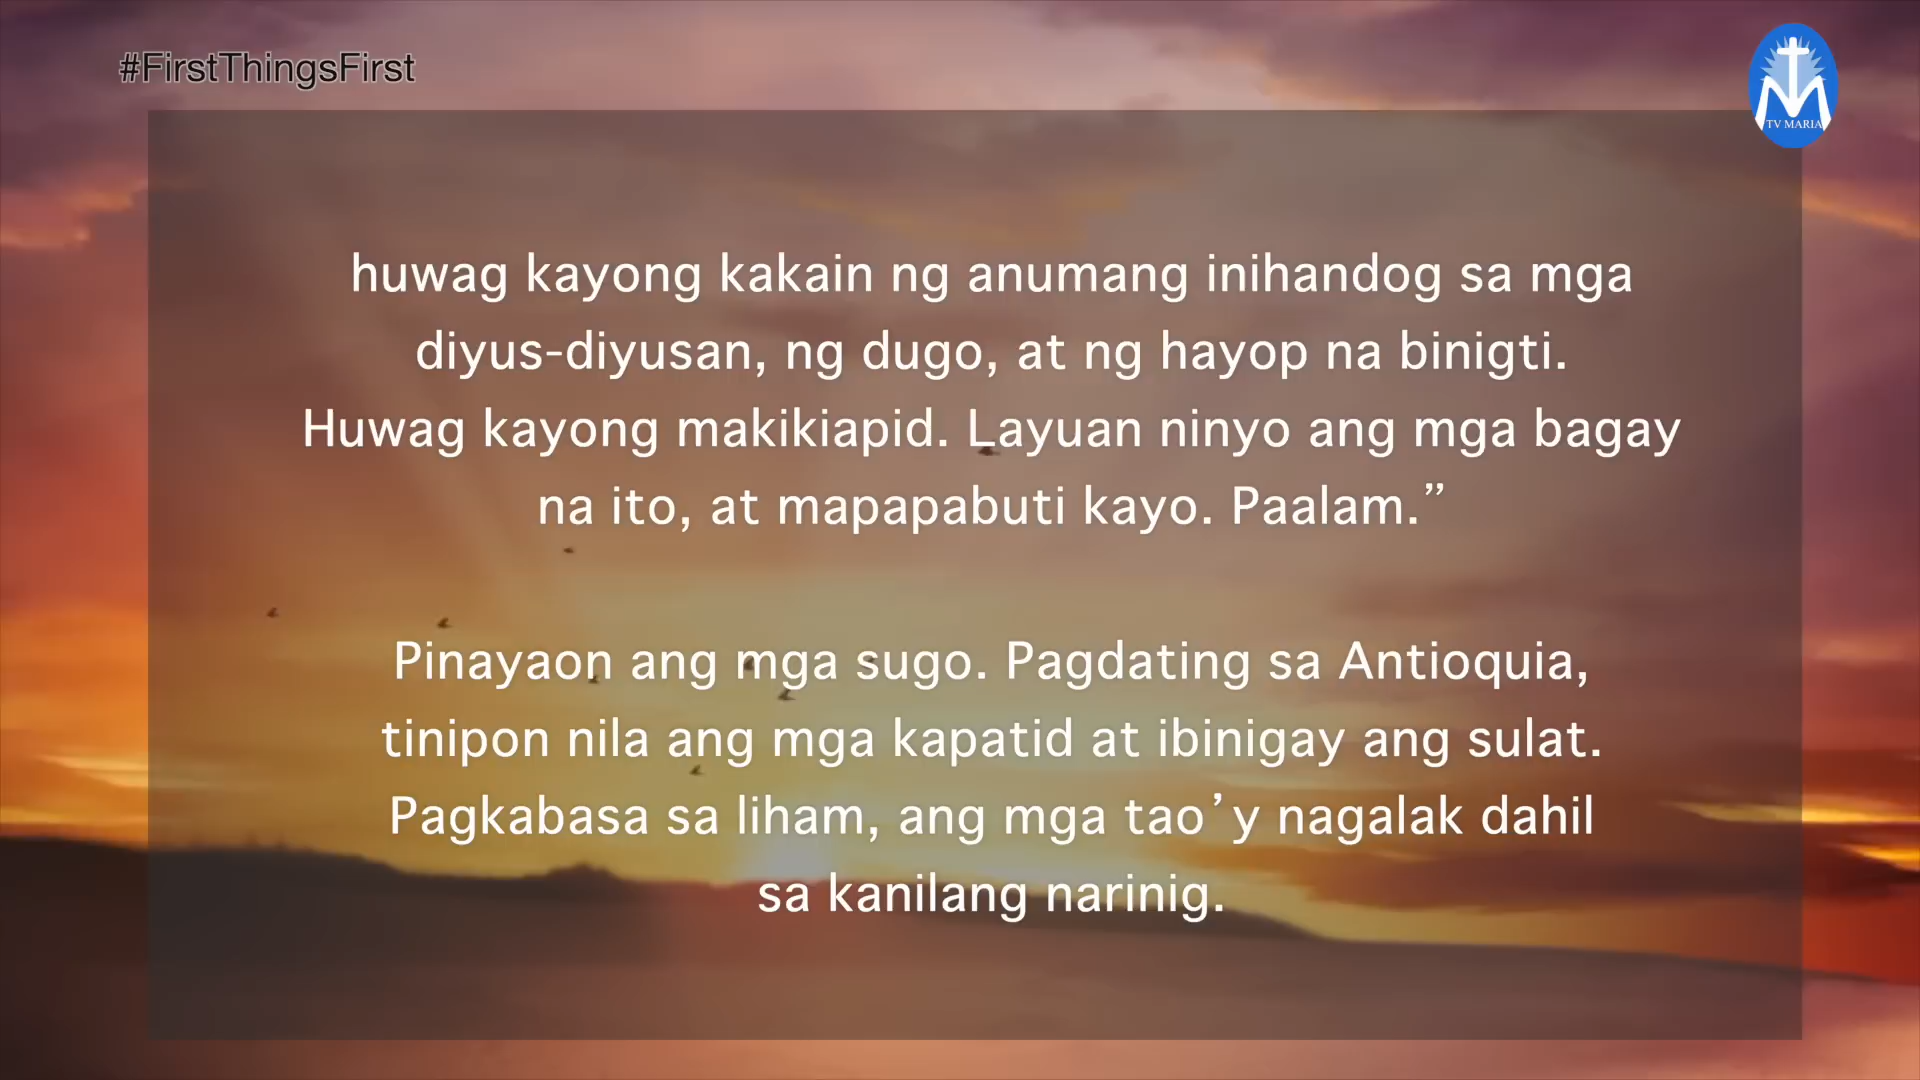 #FirstThingsFirst
TV MARIA
huwag kayong kakain ng anumang inihandog sa mga
diyus-diyusan, ng dugo, at ng hayop na binigti.
Huwag kayong makikiapid. Layuan ninyo ang mga bagay
na ito, at mapapabuti kayo. Paalam.”
Pinayaon ang mga sugo. Pagdating sa Antioquia,
tinipon nila ang mga kapatid at ibinigay ang sulat.
Pagkabasa sa liham, ang mga tao’y nagalak dahil
sa kanilang narinig.